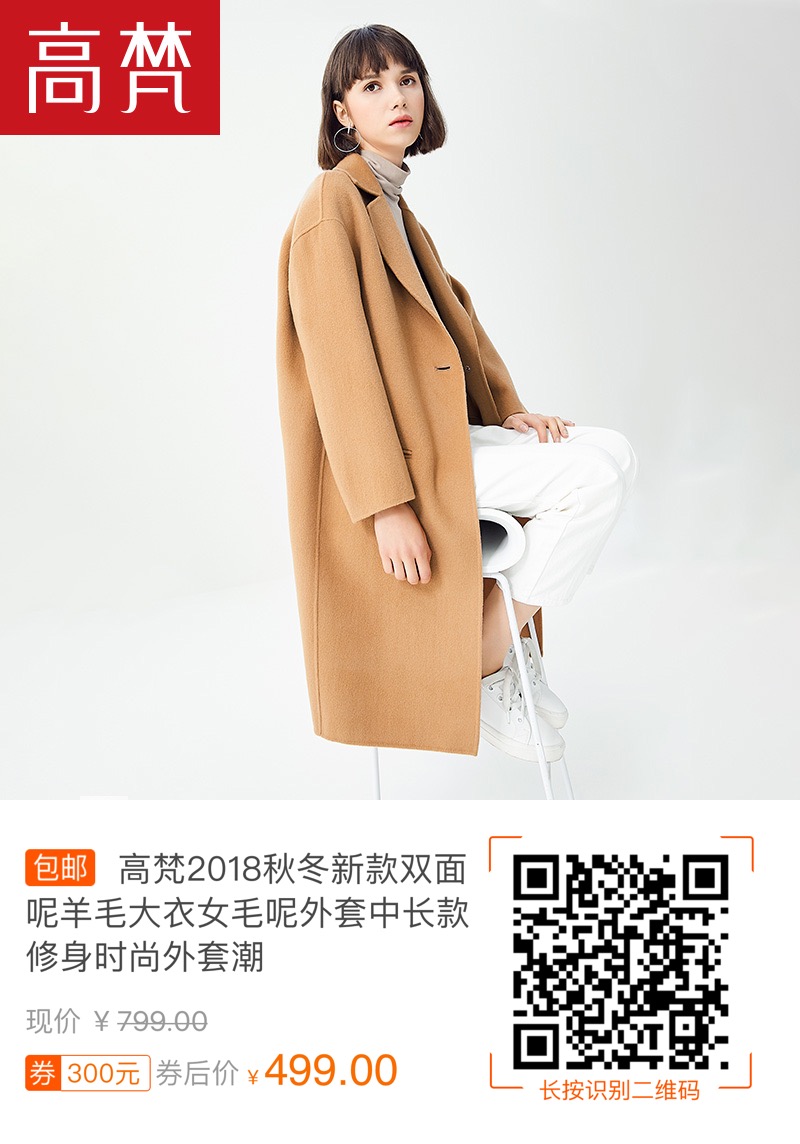 高梵
包邮 高梵2018秋冬新款双面
呢羊毛大衣女毛呢外套中长款
修身时尚外套潮
现价 ¥799.00
券 300元 券后价 ¥499.00
长按识别二维码